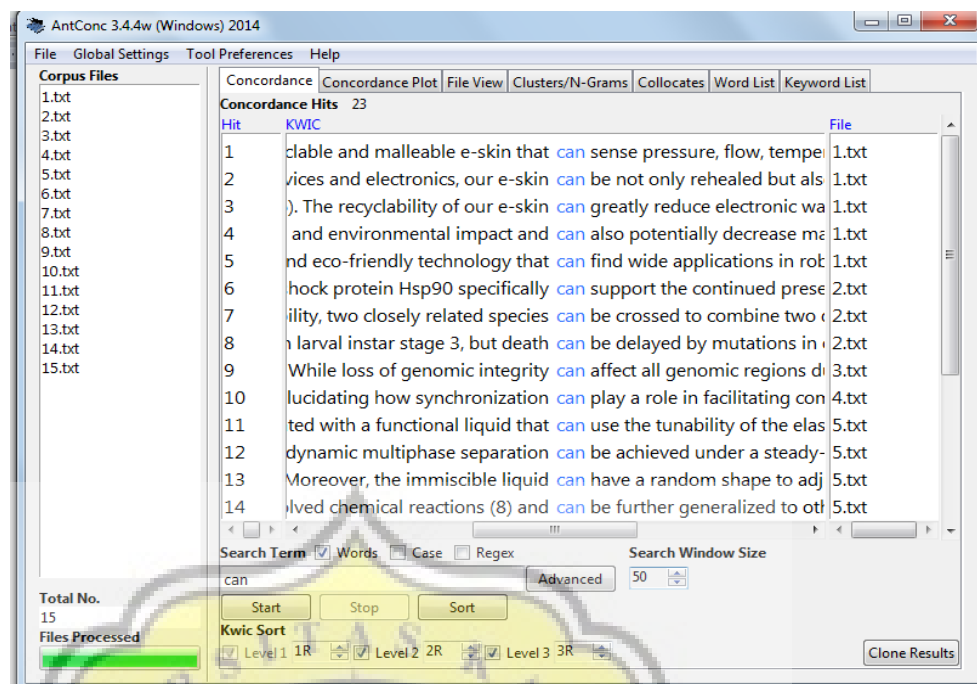 AntConc 3.4.4w (Windows) 2014
File Global Settings Tool Preferences Help
Corpus Files
1.txt
2.txt
3.txt
4.txt
5.txt
6.txt
7.txt
8.txt
9.txt
10.txt
11.txt
12.txt
13.txt
14.txt
15.txt
Total No.
15
Files Processed
Concordance Concordance Plot File View Clusters/N-Grams Collocates Word List Keyword List
Concordance Hits 23
Hit KWIC File
1 clable and malleable e-skin that can sense pressure, flow, temper 1.txt
2 vices and electronics, our e-skin can be not only rehealed but als 1.txt
3 ). The recyclability of our e-skin can greatly reduce electronic wa 1.txt
4 and environmental impact and can also potentially decrease ma 1.txt
5 nd eco-friendly technology that can find wide applications in rob 1.txt
6 hock protein Hsp90 specifically can support the continued prese 2.txt
7 ility, two closely related species can be crossed to combine two 2.txt
8 n larval instar stage 3, but death can be delayed by mutations in 2.txt
9 While loss of genomic integrity can affect all genomic regions d 3.txt
10 lucidating how synchronization can play a role in facilitating con 4.txt
11 ted with a functional liquid that can use the tunability of the elas 5.txt
12 dynamic multiphase separation can be achieved under a steady- 5.txt
13 Moreover, the immiscible liquid can have a random shape to adj 5.txt
14 olved chemical reactions (8) and can be further generalized to oth 5.txt
Search Term Words Case Regex Search Window Size
can Advanced 50
Start Stop Sort
Kwic Sort
Level 1 1R Level 2 2R Level 3 3R Clone Results